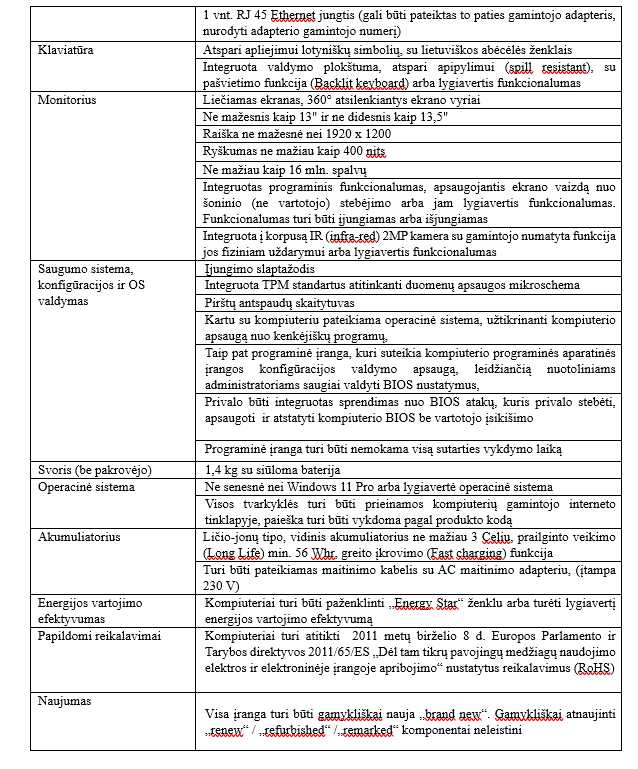 1 vnt. RJ 45 Ethernet jungtis (gali būti pateiktas to paties gamintojo adapteris,
nurodyti adapterio gamintojo numerį)
Klaviatūra
Atspari apliejimui lotyniškų simbolių, su lietuviškos abėcėlės ženklais
Integruota valdymo plokštuma, atspari apipylimui (spill resistant), su
pašvietimo funkcija (Backlit keyboard) arba lygiavertis funkcionalumas
Monitorius
Liečiamas ekranas, 360° atsilenkiantys ekrano vyriai
Ne mažesnis kaip 13" ir ne didesnis kaip 13,5"
Raiška ne mažesnė nei 1920 x 1200
Ryškumas ne mažiau kaip 400 nits
Ne mažiau kaip 16 mln. spalvų
Integruotas programinis funkcionalumas, apsaugojantis ekrano vaizdą nuo
šoninio (ne vartotojo) stebėjimo arba jam lygiavertis funkcionalumas.
Funkcionalumas turi būti įjungiamas arba išjungiamas
Integruota į korpusą IR (infra-red) 2MP kamera su gamintojo numatyta funkcija
jos fiziniam uždarymui arba lygiavertis funkcionalumas
Saugumo sistema,
konfigūracijos ir OS
valdymas
Įjungimo slaptažodis
Integruota TPM standartus atitinkanti duomenų apsaugos mikroschema
Pirštų antspaudų skaitytuvas
Kartu su kompiuteriu pateikiama operacinė sistema, užtikrinanti kompiuterio
apsaugą nuo kenkėjiškų programų,
Taip pat programinė įranga, kuri suteikia kompiuterio programinės aparatinės
įrangos konfigūracijos valdymo apsaugą, leidžiančią nuotoliniams
administratoriams saugiai valdyti BIOS nustatymus,
Privalo būti integruotas sprendimas nuo BIOS atakų, kuris privalo stebėti,
apsaugoti ir atstatyti kompiuterio BIOS be vartotojo įsikišimo
Programinė įranga turi būti nemokama visą sutarties vykdymo laiką
Svoris (be pakrovėjo)
1,4 kg su siūloma baterija
Operacinė sistema
Ne senesnė nei Windows 11 Pro arba lygiavertė operacinė sistema
Visos tvarkyklės turi būti prieinamos kompiuterių gamintojo interneto
tinklapyje, paieška turi būti vykdoma pagal produkto kodą
Akumuliatorius
Ličio-jonų tipo, vidinis akumuliatorius ne mažiau 3 Celių, prailginto veikimo
(Long Life) min. 56 Whr, greito įkrovimo (Fast charging) funkcija
Turi būti pateikiamas maitinimo kabelis su AC maitinimo adapteriu, (įtampa
230 V)
Energijos vartojimo
efektyvumas
Kompiuteriai turi būti paženklinti „Energy Star“ ženklu arba turėti lygiavertį
energijos vartojimo efektyvumą
Papildomi reikalavimai
Kompiuteriai turi atitikti 2011 metų birželio 8 d. Europos Parlamento ir
Tarybos direktyvos 2011/65/ES „Dėl tam tikrų pavojingų medžiagų naudojimo
elektros ir elektroninėje įrangoje apribojimo“ nustatytus reikalavimus (RoHS)
Naujumas
Visa įranga turi būti gamykliškai nauja „brand new“. Gamykliškai atnaujinti
„renew“ / „refurbished“ /„remarked“ komponentai neleistini